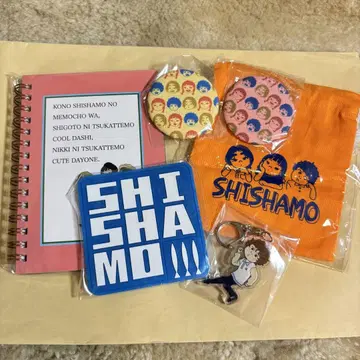 KONO SHISHAMO NO
MEMOCHO WA,
SHIGOTO NI TSUKATTEMO
COOL DASHI,
NIKKI NI TSUKATTEMO
CUTE DAYONE.
SHISHAMO
SHI
SHA
MO!!!